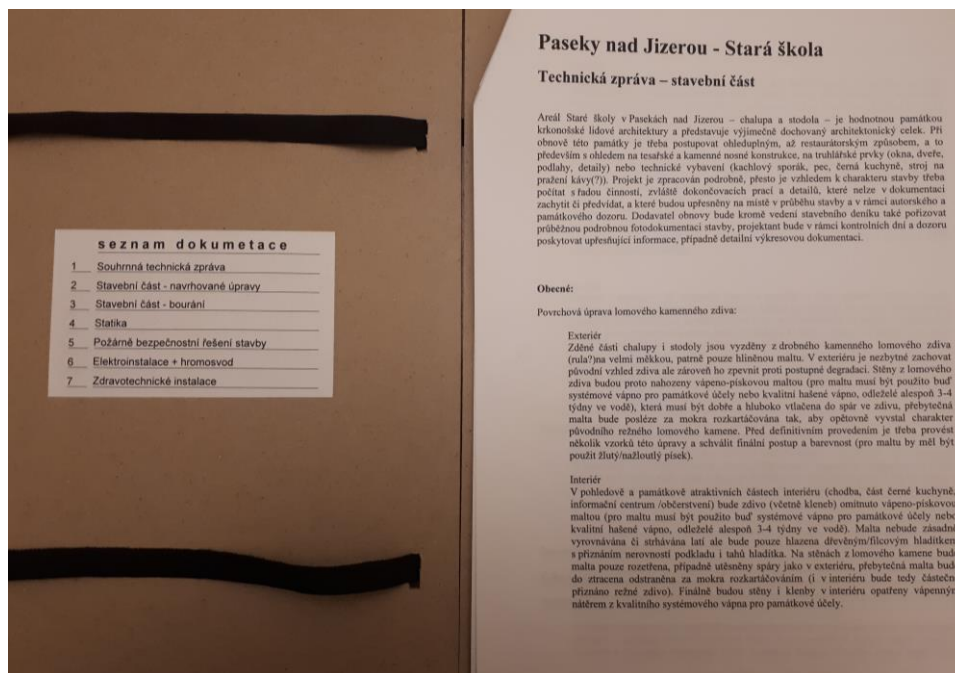 seznam dokumetace
1 Souhrnná technická zpráva
2 Stavební část - navrhované úpravy
3 Stavební část - bourání
4 Statika
5 Požárně bezpečnostní řešení stavby
6 Elektroinstalace + hromosvod
7 Zdravotechnické instalace
Paseky nad Jizerou - Stará škola
Technická zpráva – stavební část
Areál Staré školy v Pasekách nad Jizerou – chalupa a stodola – je hodnotnou památkou
krkonošské lidové architektury a představuje výjimečně dochovaný architektonický celek. Při
obnově této památky je třeba postupovat ohleduplným, až restaurátorským způsobem, a to
především s ohledem na tesařské a kamenné nosné konstrukce, na truhlářské prvky (okna, dveře,
podlahy, detaily) nebo technické vybavení (kachlový sporák, pec, černá kuchyně, stroj na
pražení kávy(?)). Projekt je zpracován podrobně, přesto je vzhledem k charakteru stavby třeba
počítat s řadou činností, zvláště dokončovacích prací a detailů, které nelze v dokumentaci
zachytit či předvídat, a které budou upřesněny na místě v průběhu stavby a v rámci autorského a
památkového dozoru. Dodavatel obnovy bude kromě vedení stavebního deníku také pořizovat
průběžnou podrobnou fotodokumentaci stavby, projektant bude v rámci kontrolních dní a dozoru
poskytovat upřesňující informace, případně detailní výkresovou dokumentaci.
Obecné:
Povrchová úprava lomového kamenného zdiva:
Exteriér
Zděné části chalupy i stodoly jsou vyzděny z drobného kamenného lomového zdiva
(rula?)na velmi měkkou, patrně pouze hliněnou maltu. V exteriéru je nezbytné zachovat
původní vzhled zdiva ale zároveň ho zpevnit proti postupné degradaci. Stěny z lomového
zdiva budou proto nahozeny vápeno-pískovou maltou (pro maltu musí být použito buď
systémové vápno pro památkové účely nebo kvalitní hašené vápno, odleželé alespoň 3-4
týdny ve vodě), která musí být dobře a hluboko vtlačena do spár ve zdivu, přebytečná
malta bude posléze za mokra rozkartáčována tak, aby opětovně vyvstal charakter
původního režného lomového kamene. Před definitivním provedením je třeba provést
několik vzorků této úpravy a schválit finální postup a barevnost (pro maltu by měl být
použit žlutý/nažloutlý písek).
Interiér
V pohledově a památkově atraktivních částech interiéru (chodba, část černé kuchyně,
informační centrum /občerstvení) bude zdivo (včetně kleneb) omítnuto vápeno-pískovou
maltou (pro maltu musí být použito buď systémové vápno pro památkové účely nebo
kvalitní hašené vápno, odleželé alespoň 3-4 týdny ve vodě). Malta nebude zásadně
vyrovnávána či strhávána latí ale bude pouze hlazena dřevěným/filcovým hladítkem
s přiznáním nerovností podkladu i tahů hladítka. Na stěnách z lomového kamene bude
malta pouze rozetřena, případně utěsněny spáry jako v exteriéru, přebytečná malta bude
do ztracena odstraněna za mokra rozkartáčováním (i v interiéru bude tedy částečn
přiznáno režné zdivo). Finálně budou stěny i klenby v interiéru opatřeny vápenným
nátěrem z kvalitního systémového vápna pro památkové účely.